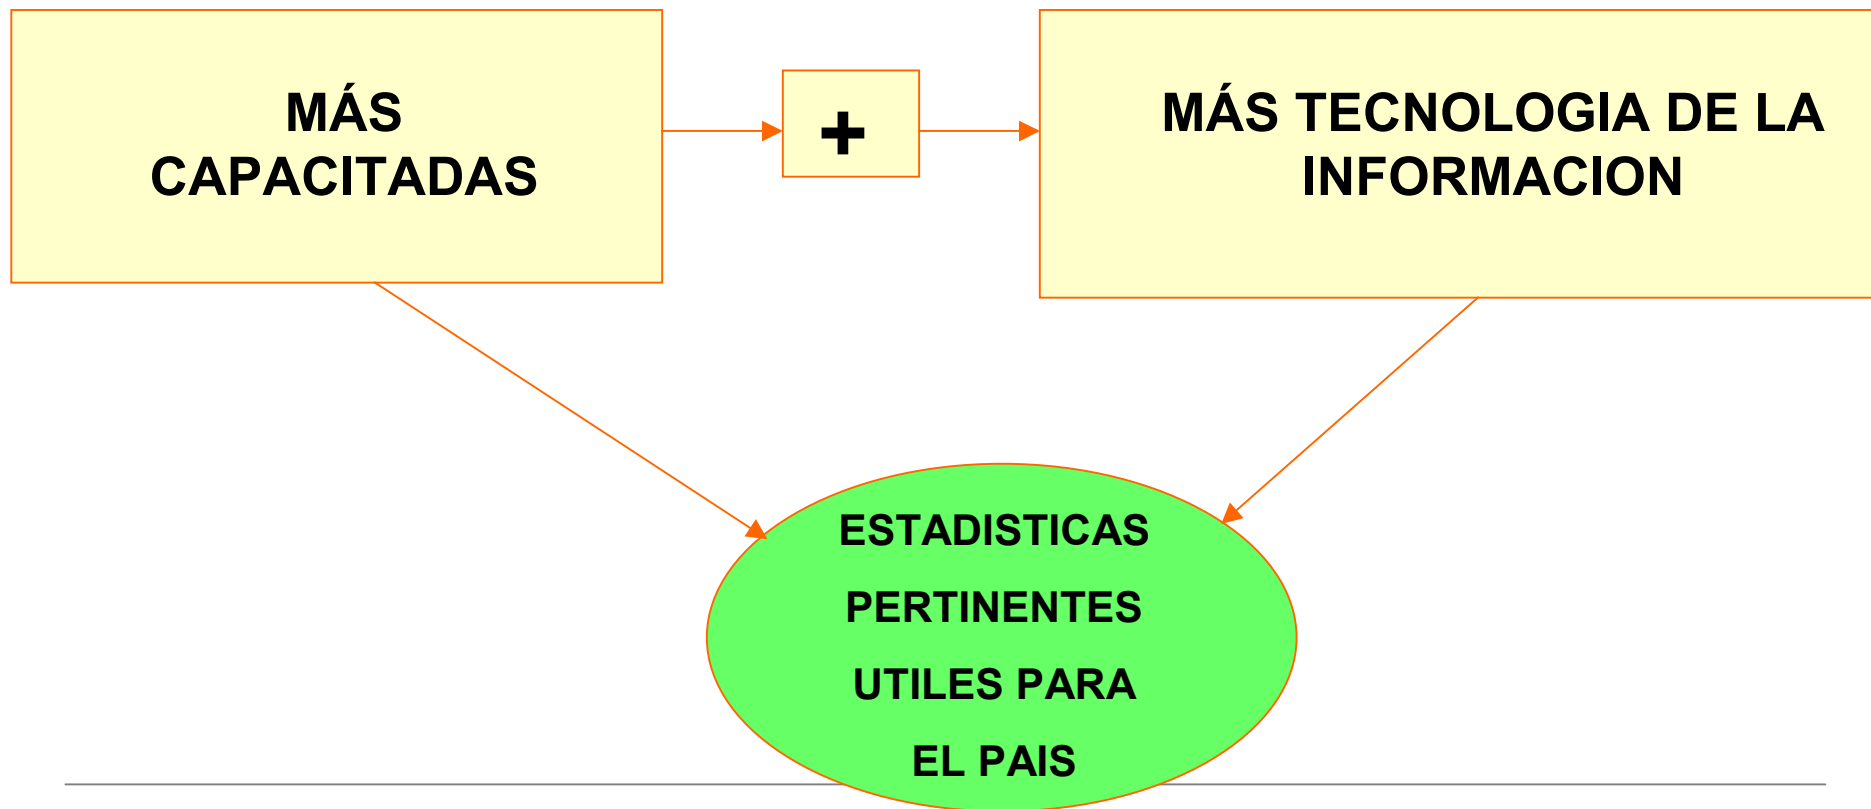 MÁS
CAPACITADAS
+
MÁS TECNOLOGIA DE LA
INFORMACION
ESTADISTICAS
PERTINENTES
UTILES PARA
EL PAIS